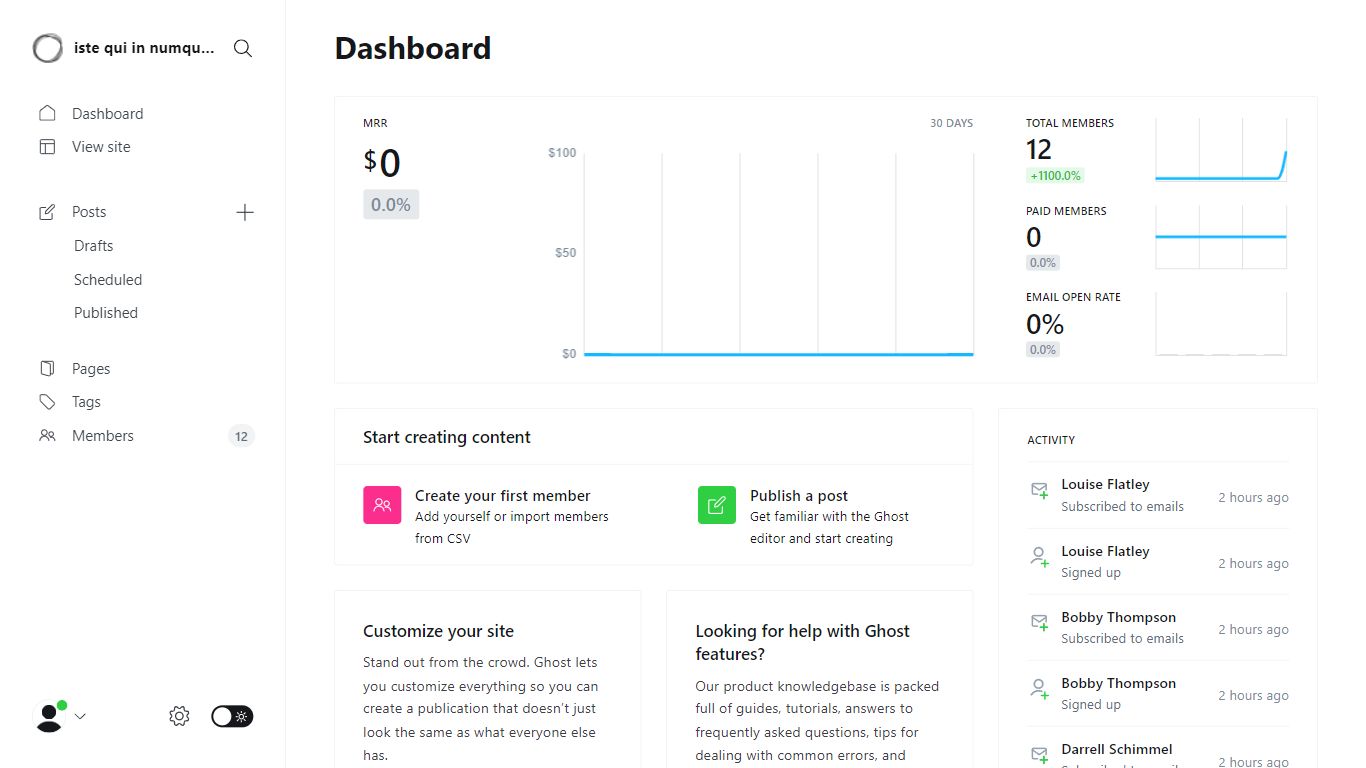 iste qui in numqu...
Dashboard
View site
Posts
Drafts
Scheduled
Published
Pages
Tags
Members
12
Dashboard
MRR
30 DAYS
$0
0.0%
$100
$50
$0
TOTAL MEMBERS
12
+1100.0%
PAID MEMBERS
0
0.0%
EMAIL OPEN RATE
0%
0.0%
Start creating content
Create your first member
Add yourself or import members
from CSV
Publish a post
Get familiar with the Ghost
editor and start creating
Customize your site
Stand out from the crowd. Ghost lets
you customize everything so you can
create a publication that doesn't just
look the same as what everyone else
has.
Looking for help with Ghost
features?
Our product knowledgebase is packed
full of guides, tutorials, answers to
frequently asked questions, tips for
dealing with common errors, and
ACTIVITY
Louise Flatley
Subscribed to emails
2 hours ago
Louise Flatley
Signed up
2 hours ago
Bobby Thompson
Subscribed to emails
2 hours ago
Bobby Thompson
Signed up
2 hours ago
Darrell Schimmel
Subscribed to emails
2 hours ago